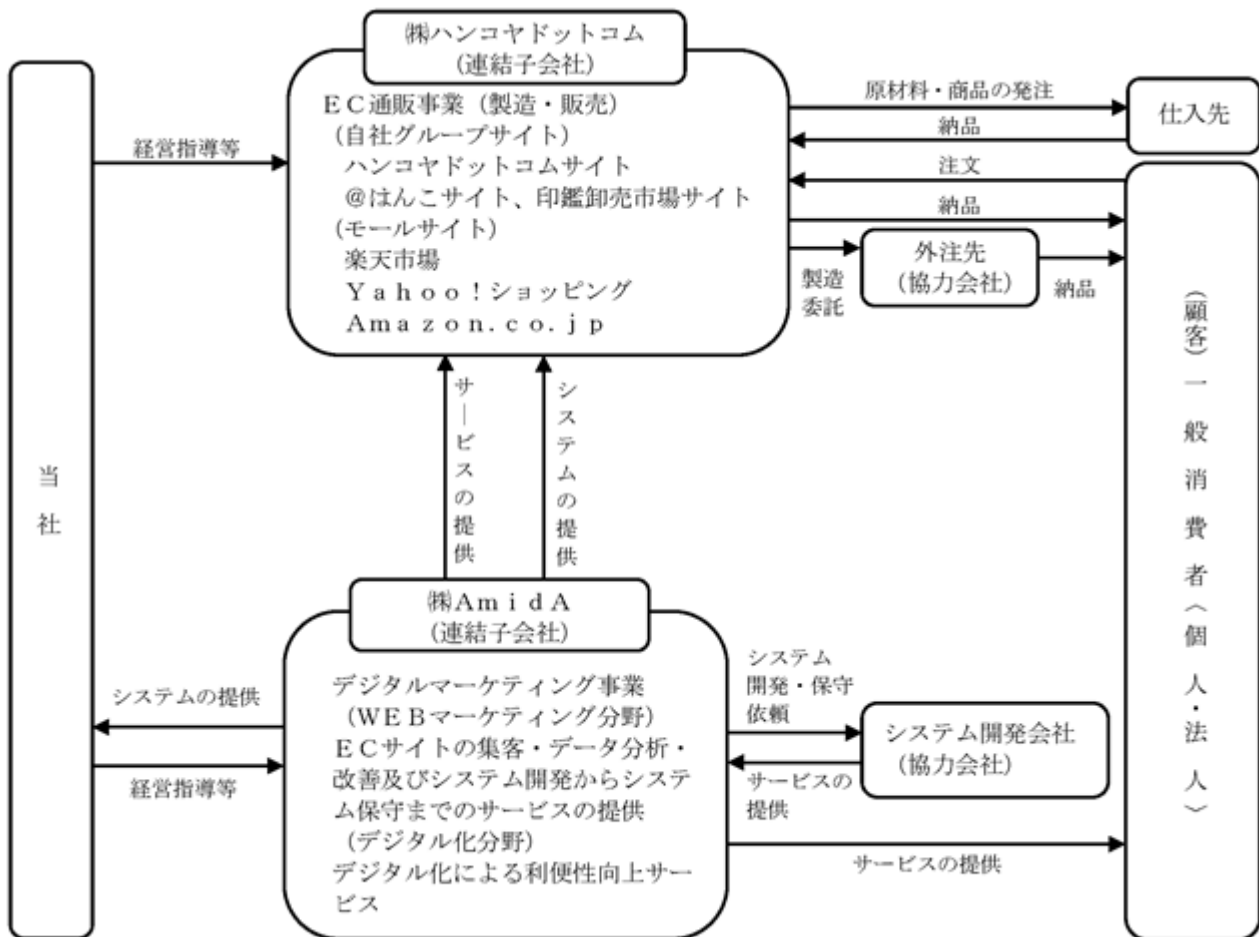 ㈱ハンコヤドットコム
(連結子会社)
EC通販事業(製造・販売)
(自社グループサイト)
ハンコヤドットコムサイト
@はんこサイト、印鑑卸売市場サイト
(モールサイト)
楽天市場
Yahoo!ショッピング
Amazon.co.jp
経営指導等
原材料・商品の発注
納品
仕入先
注文
納品
製造
委託
外注先
(協力会社)
納品
(顧客)一般消費者〈個人・法人〉
当社
サービスの提供
システムの提供
㈱AmidA
(連結子会社)
デジタルマーケティング事業
(WEBマーケティング分野)
ECサイトの集客・データ分析・
改善及びシステム開発からシステ
ム保守までのサービスの提供
(デジタル化分野)
デジタル化による利便性向上サー
ビス
システムの提供
経営指導等
システム
開発・保守
依頼
システム開発会社
(協力会社)
サービスの
提供
サービスの提供